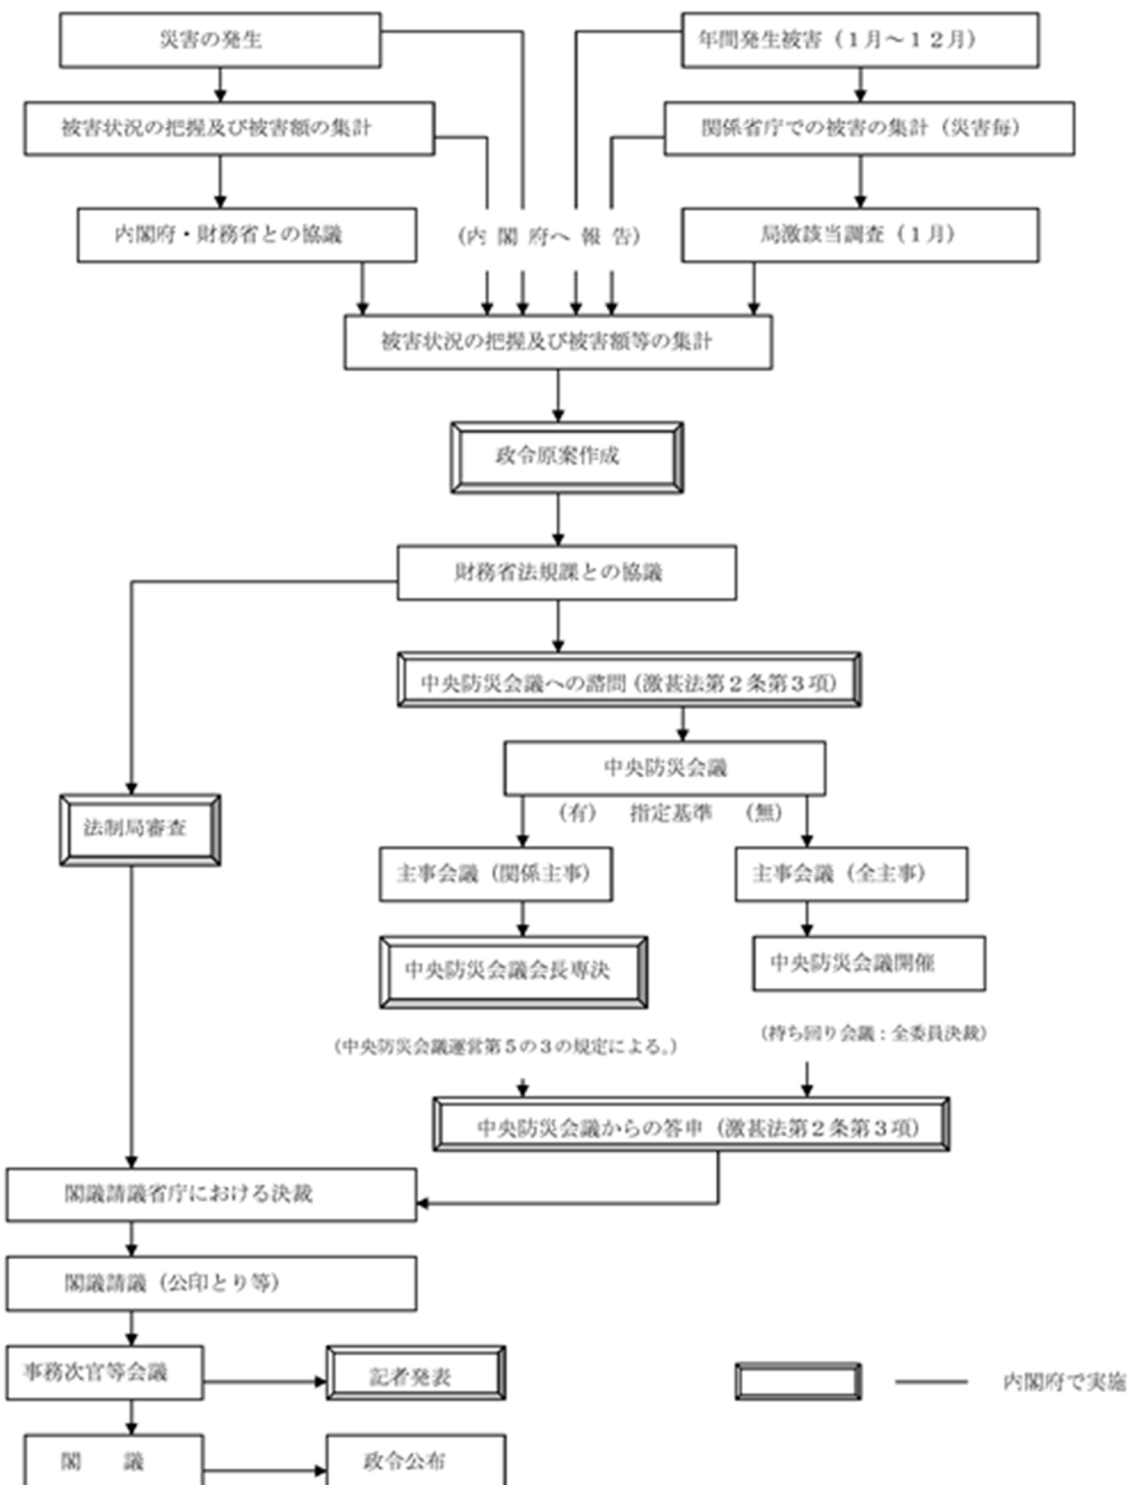 災害の発生
年間発生被害（１月～１２月）
被害状況の把握及び被害額の集計
関係省庁での被害の集計（災害毎）
内閣府・財務省との協議
（内 閣 府へ 報 告）
局激該当調査（１月）
被害状況の把握及び被害額等の集計
政令原案作成
財務省法規課との協議
中央防災会議への諮問（激甚法第２条第３項）
中央防災会議
（有）　指定基準　（無）
法制局審査
主事会議（関係主事）
主事会議（全主事）
中央防災会議会長専決
中央防災会議開催
（中央防災会議運営第５の３の規定による。）
（持ち回り会議：全委員決裁）
中央防災会議からの答申（激甚法第２条第３項）
閣議請議省庁における決裁
閣議請議（公印とり等）
事務次官等会議
記者発表
内閣府で実施
閣　　議
政令公布